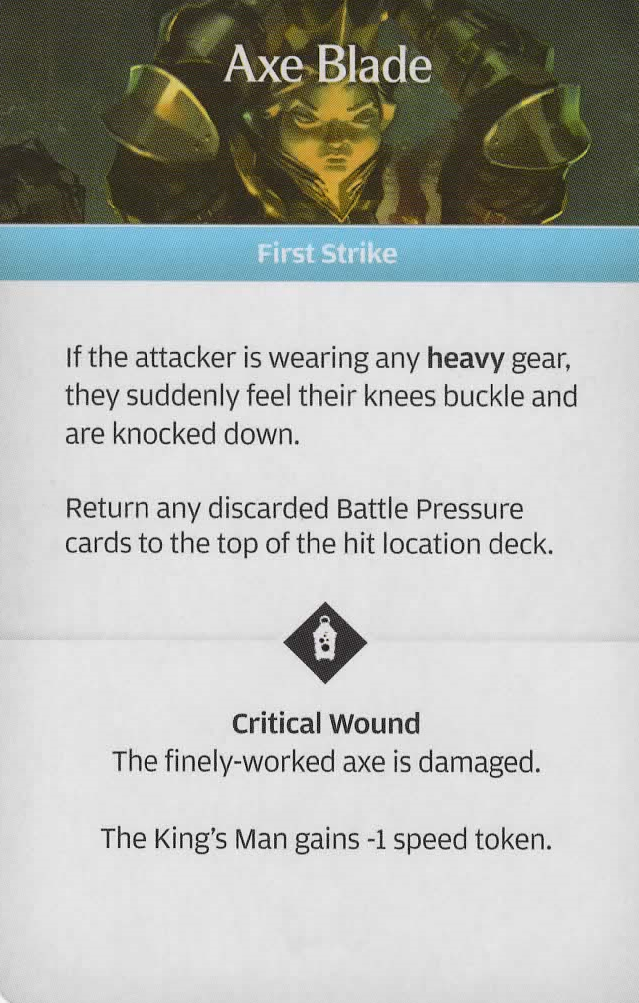 Axe Blade
First Strike
If the attacker is wearing any heavy gear,
they suddenly feel their knees buckle and
are knocked down.
Return any discarded Battle Pressure
cards to the top of the hit location deck.
Critical Wound
The finely-worked axe is damaged.
The King's Man gains -1 speed token.